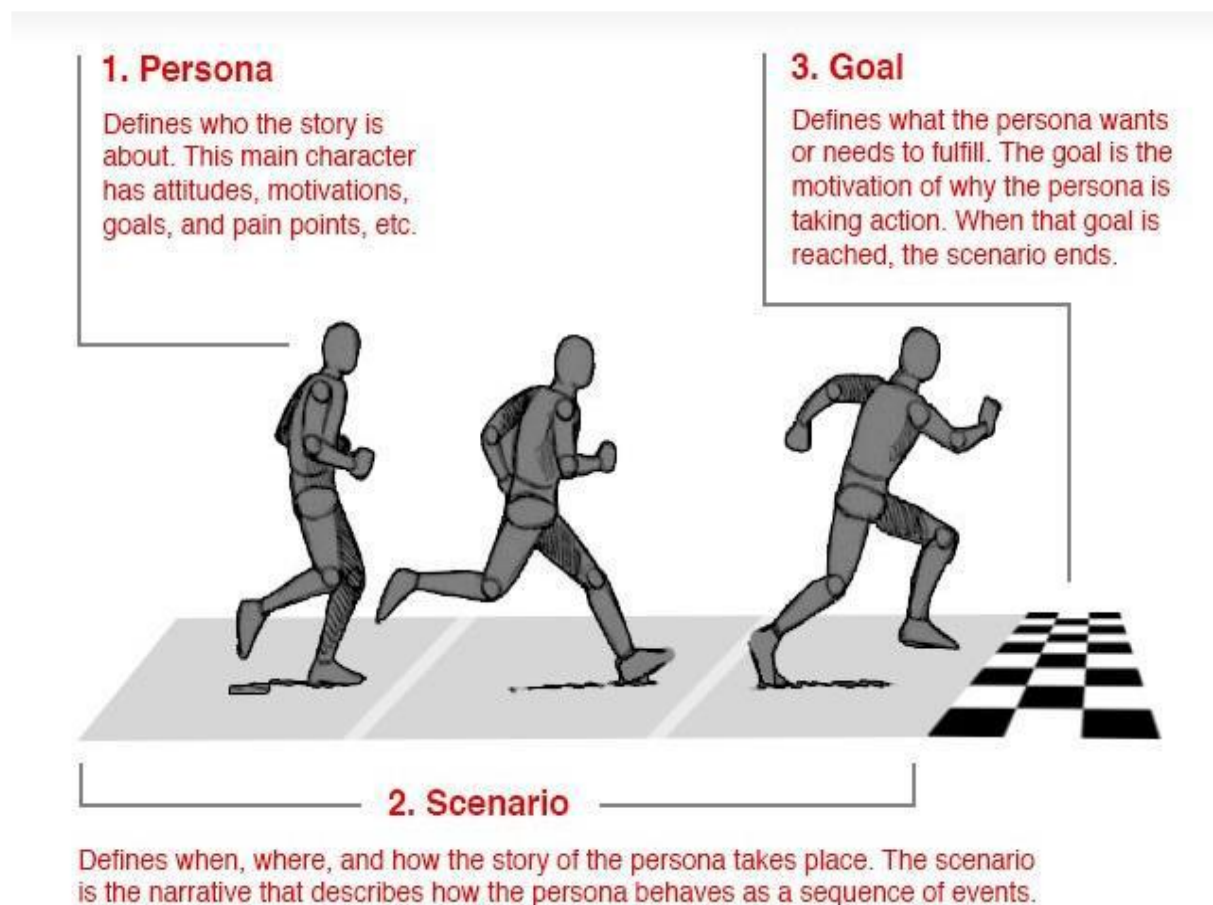 1. Persona
Defines who the story is
about. This main character
has attitudes, motivations,
goals, and pain points, etc.
3. Goal
Defines what the persona wants
or needs to fulfill. The goal is the
motivation of why the persona is
taking action. When that goal is
reached, the scenario ends.
2. Scenario
Defines when, where, and how the story of the persona takes place. The scenario
is the narrative that describes how the persona behaves as a sequence of events.